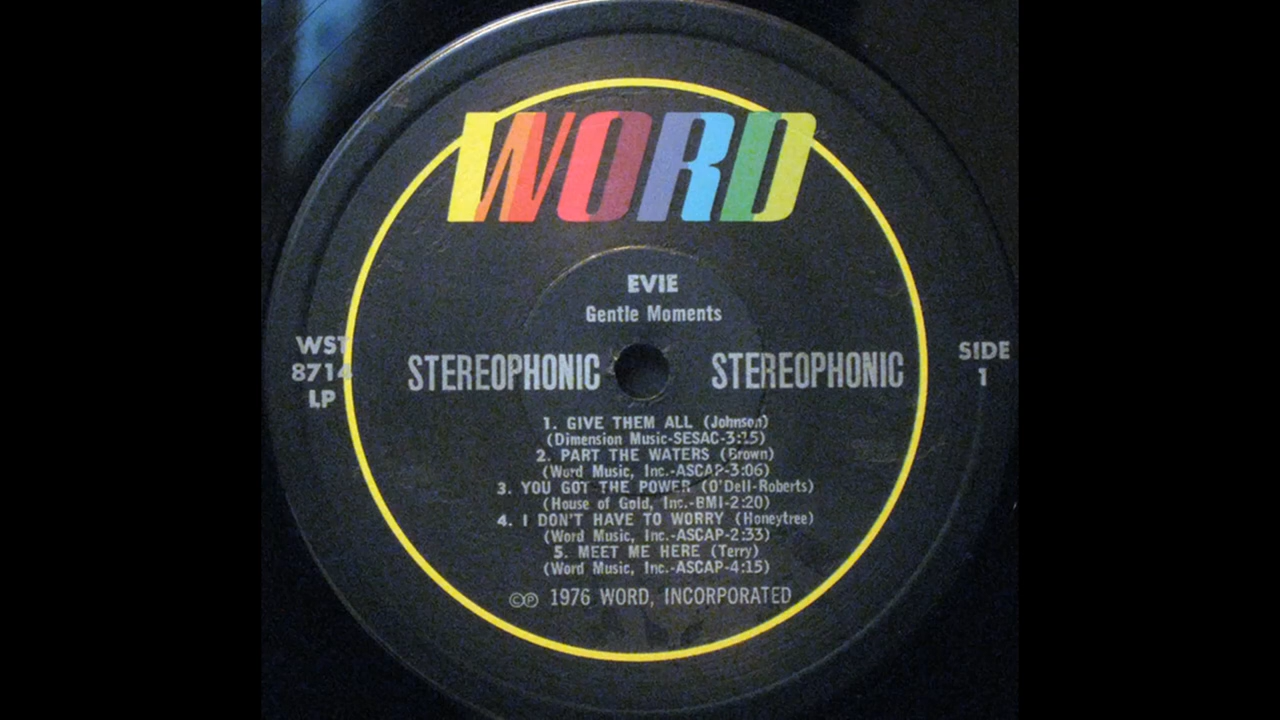 WORD
EVIE
Gentle Moments
WST
8714
LP
STEREOPHONIC STEREOPHONIC
SIDE
1
1. GIVE THEM ALL (Johnson)
(Dimension Music-SESAC-3:15)
2. PART THE WATERS (Brown)
(Word Music, Inc.-ASCAP-3:06)
3. YOU GOT THE POWER (O'Dell-Roberts)
(House of Gold, Inc.-BMI-2:20)
4. I DON'T HAVE TO WORRY (Honeytree)
(Word Music, Inc.-ASCAP-2:33)
5. MEET ME HERE (Terry)
(Word Music, Inc.-ASCAP-4:15)
©℗ 1976 WORD, INCORPORATED